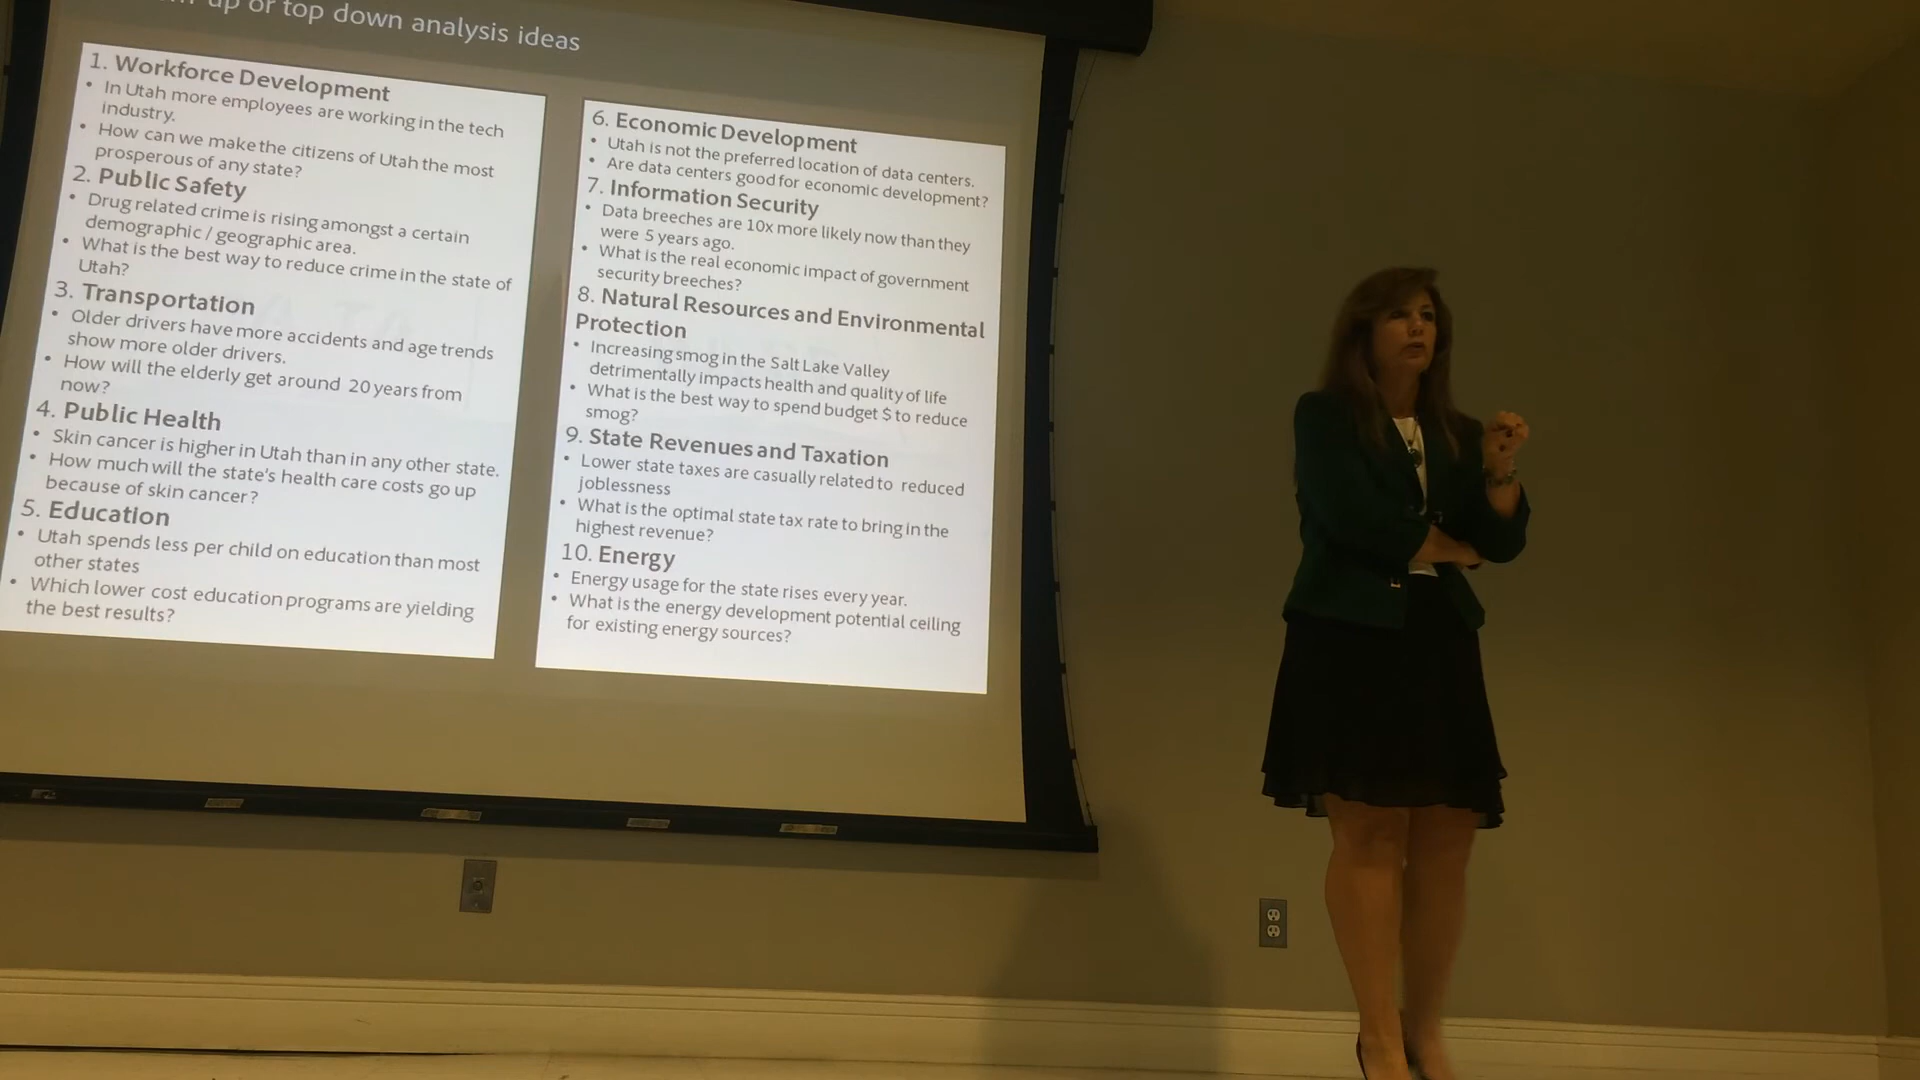 up or top down analysis ideas
1. Workforce Development
• In Utah more employees are working in the tech
industry.
• How can we make the citizens of Utah the most
prosperous of any state?
2. Public Safety
• Drug related crime is rising amongst a certain
demographic / geographic area.
• What is the best way to reduce crime in the state of
Utah?
3. Transportation
• Older drivers have more accidents and age trends
show more older drivers.
• How will the elderly get around 20 years from
now?
4. Public Health
• Skin cancer is higher in Utah than in any other state.
• How much will the state's health care costs go up
because of skin cancer?
5. Education
• Utah spends less per child on education than most
other states
• Which lower cost education programs are yielding
the best results?
6. Economic Development
• Utah is not the preferred location of data centers.
• Are data centers good for economic development?
7. Information Security
• Data breeches are 10x more likely now than they
were 5 years ago.
• What is the real economic impact of government
security breeches?
8. Natural Resources and Environmental
Protection
• Increasing smog in the Salt Lake Valley
detrimentally impacts health and quality of life
• What is the best way to spend budget $ to reduce
smog?
9. State Revenues and Taxation
• Lower state taxes are casually related to reduced
joblessness
• What is the optimal state tax rate to bring in the
highest revenue?
10. Energy
• Energy usage for the state rises every year.
• What is the energy development potential ceiling
for existing energy sources?